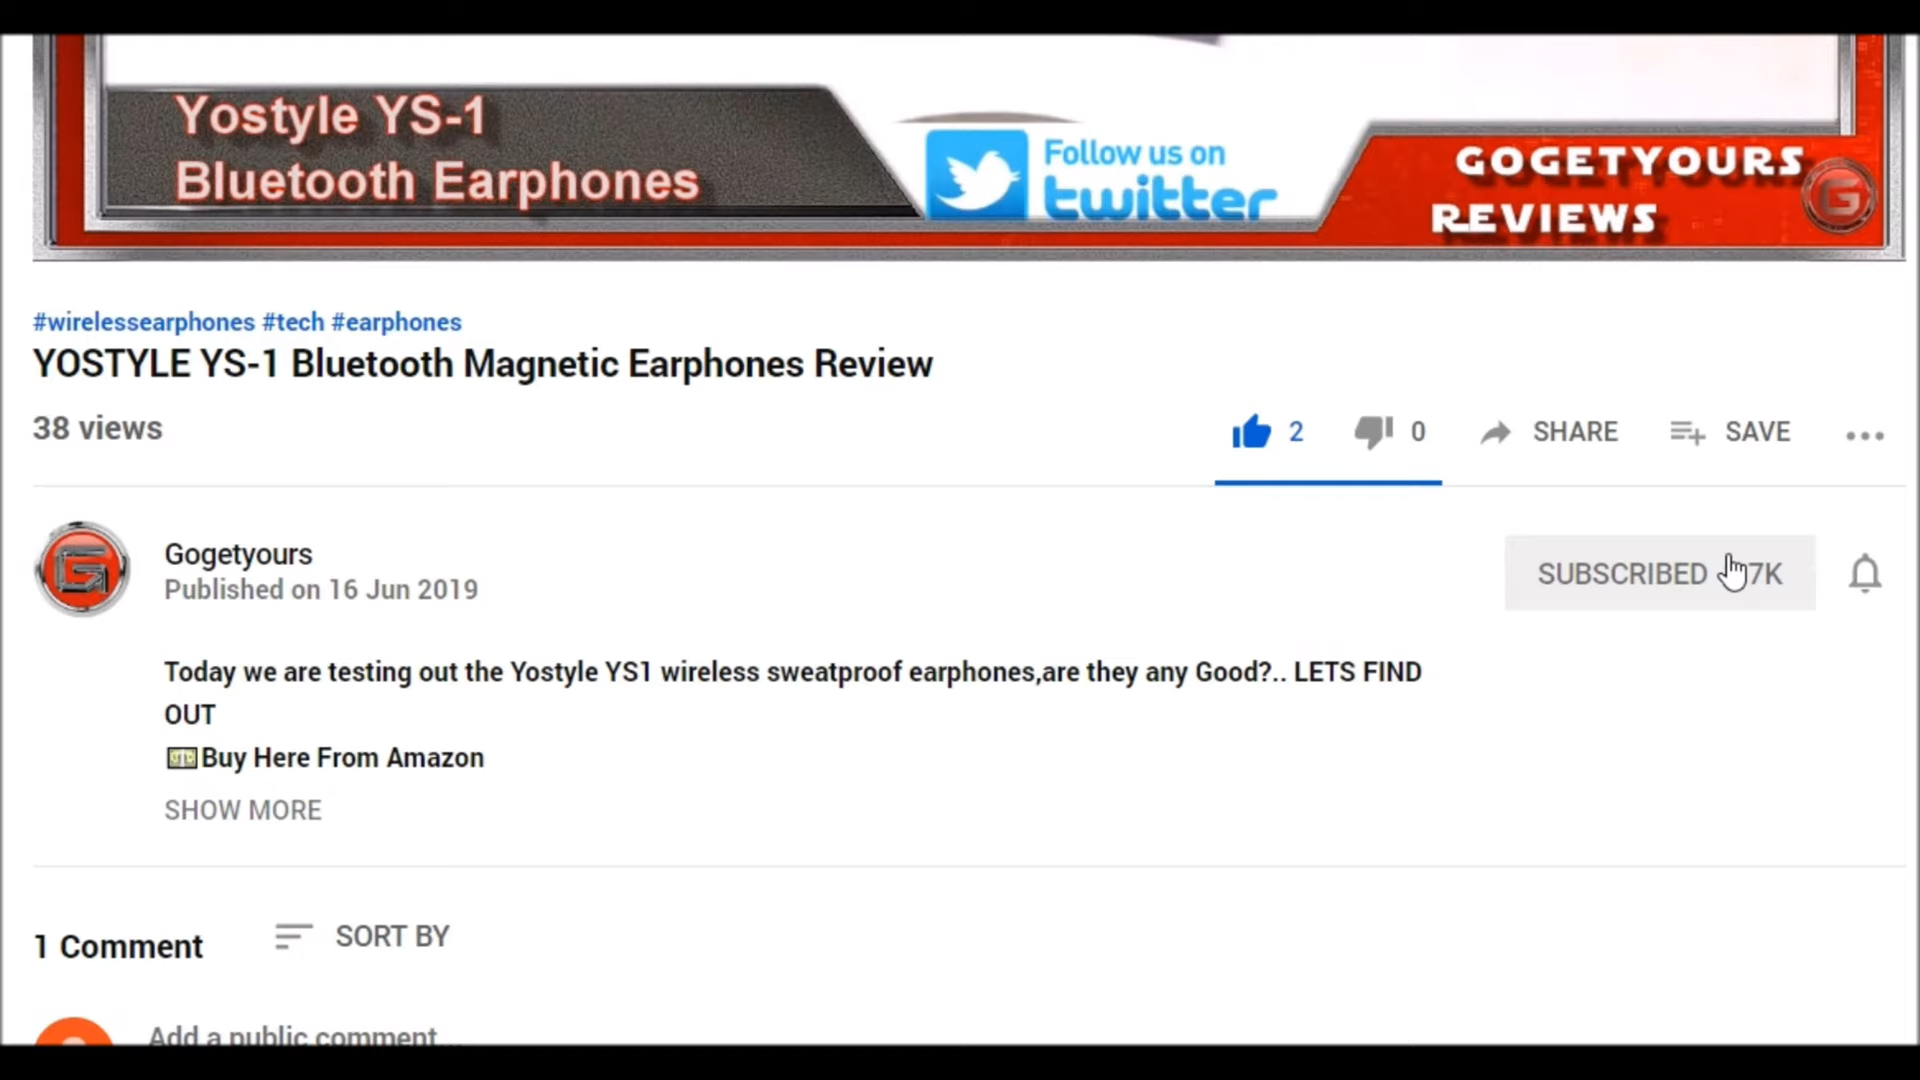 Yostyle YS-1
Bluetooth Earphones
Follow us on
twitter
GOGETYOURS
REVIEWS
G
#wirelessearphones #tech #earphones
YOSTYLE YS-1 Bluetooth Magnetic Earphones Review
38 views
2
0
SHARE
SAVE
G
Gogetyours
Published on 16 Jun 2019
SUBSCRIBED
Today we are testing out the Yostyle YS1 wireless sweatproof earphones,are they any Good?.. LETS FIND
OUT
Buy Here From Amazon
SHOW MORE
1 Comment
SORT BY
Add a public comment...